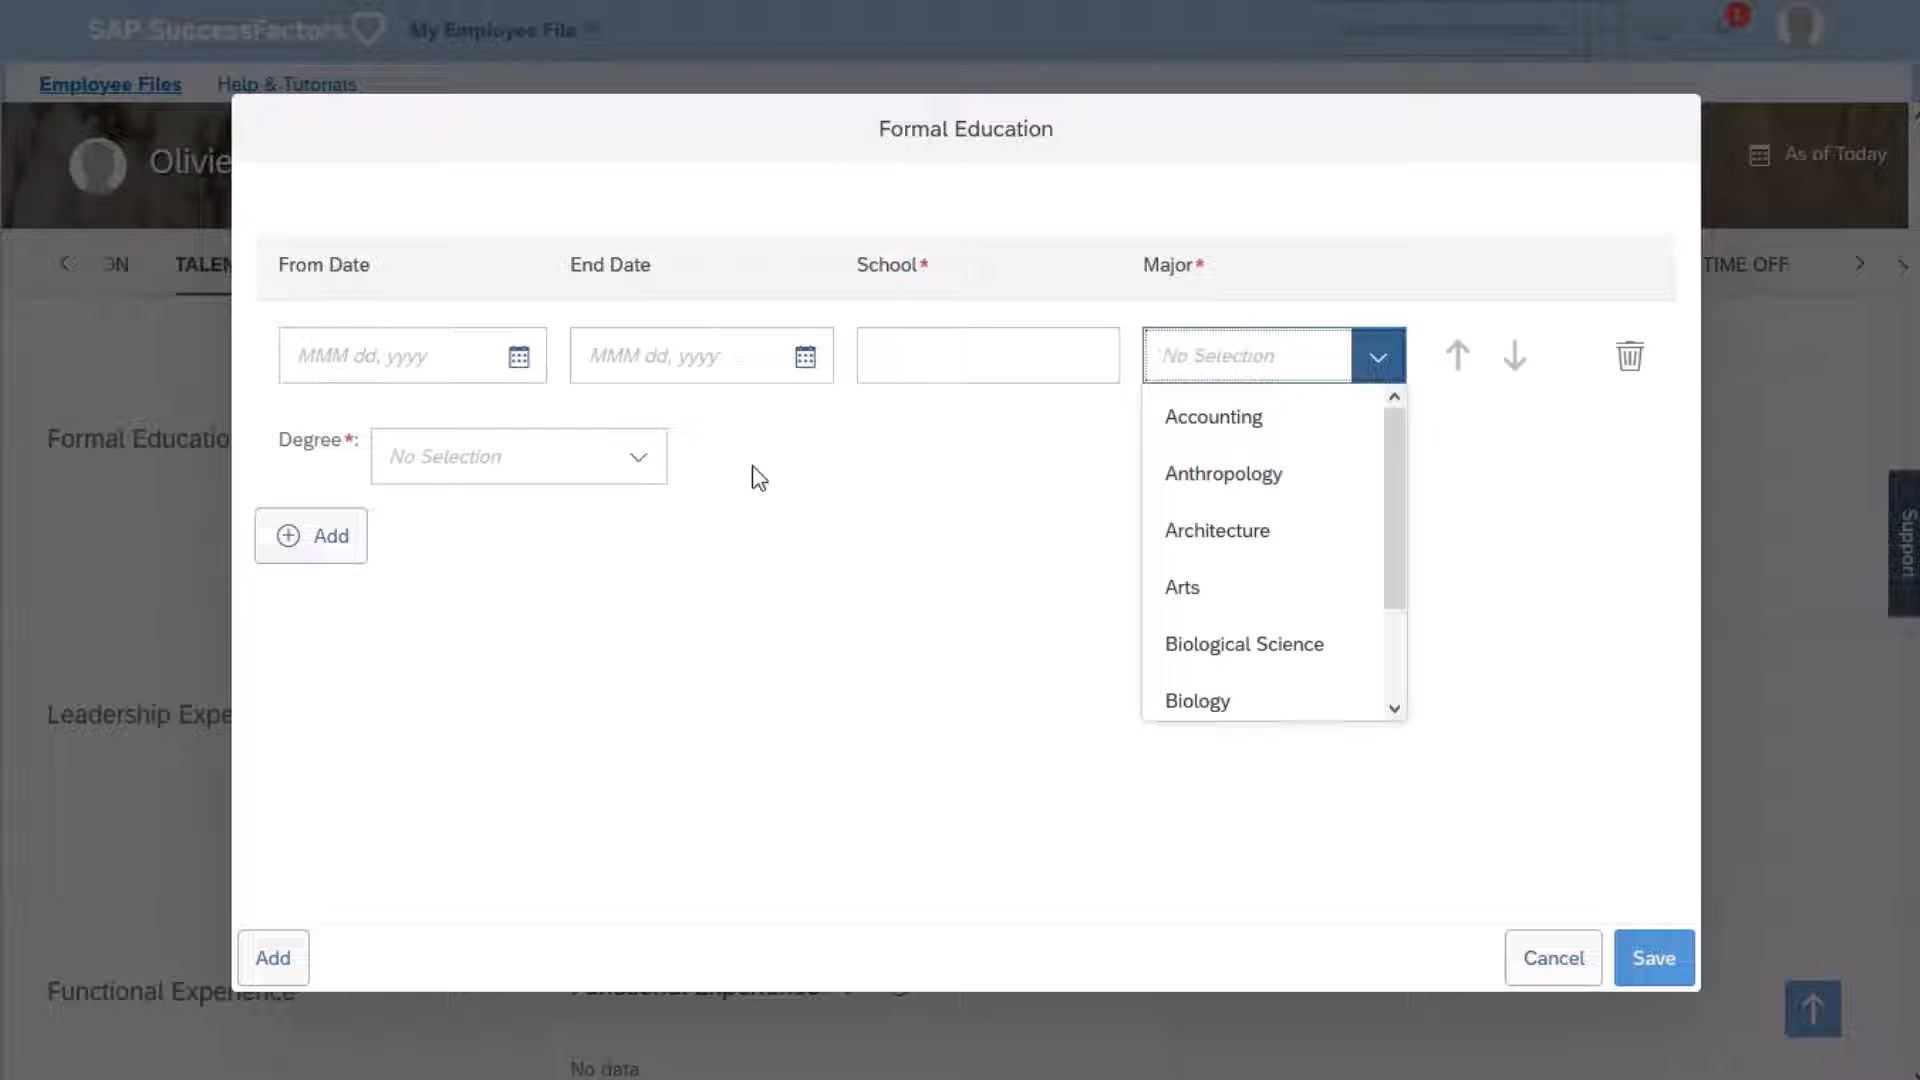 SAP SuccessFactors My Employee File
Employee Files Help & Tutorials
Formal Education
Olivie
As of Today
ON TALEN
From Date End Date School* Major*
TIME OFF
MMM dd, yyyy MMM dd, yyyy No Selection
Accounting
Formal Educatio
Degree*: No Selection
Anthropology
Architecture
Add
Support
Arts
Biological Science
Biology
Leadership Expe
Add Cancel Save
Functional Experience Functional Experience
No data